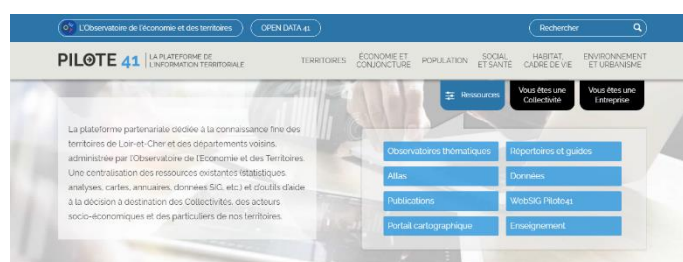 L'Observatoire de l'économie et des territoires
OPEN DATA 41
Rechercher
PILOTE 41
LA PLATEFORME DE
L'INFORMATION TERRITORIALE
TERRITOIRES
ÉCONOMIE ET
CONJONCTURE
POPULATION
SOCIAL
ET SANTÉ
HABITAT,
CADRE DE VIE
ENVIRONNEMENT
ET URBANISME
Ressources
Vous êtes une
Collectivité
Vous êtes une
Entreprise
La plateforme partenariale dédiée à la connaissance fine des
territoires de Loir-et-Cher et des départements voisins,
administrée par l'Observatoire de l'Economie et des Territoires.
Une centralisation des ressources existantes (statistiques,
analyses, cartes, annuaires, données SIG, etc.) et d'outils d'aide
à la décision à destination des Collectivités, des acteurs
socio-économiques et des particuliers de nos territoires.
Observatoires thématiques
Répertoires et guides
Atlas
Données
Publications
WebSIG Pilote41
Portail cartographique
Enseignement